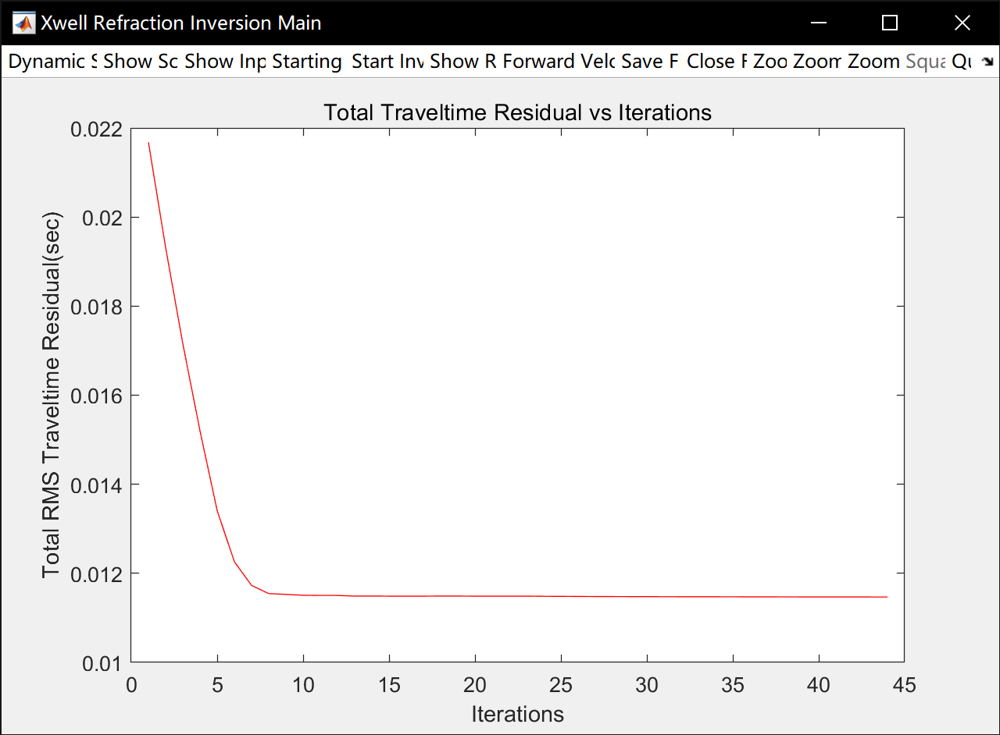 Xwell Refraction Inversion Main
Dynamic S Show Sc Show Inp Starting Start Inv Show R Forward Velc Save F Close F Zoo Zoom Zoom Squa Qu
Total Traveltime Residual vs Iterations
0.022
0.02
0.018
0.016
0.014
0.012
0.01
Total RMS Traveltime Residual(sec)
0 5 10 15 20 25 30 35 40 45
Iterations